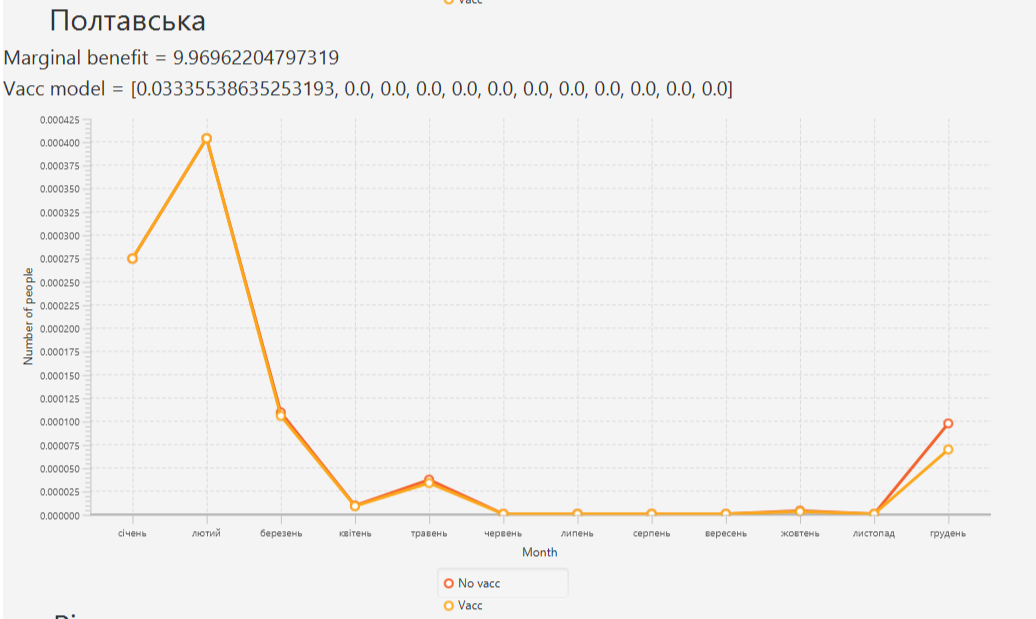 Vacc
Полтавська
Marginal benefit = 9.96962204797319
Vacc model = [0.03335538635253193, 0.0, 0.0, 0.0, 0.0, 0.0, 0.0, 0.0, 0.0, 0.0, 0.0, 0.0]
0.000425
0.000400
0.000375
0.000350
0.000325
0.000300
0.000275
0.000250
0.000225
0.000200
0.000175
0.000150
0.000125
0.000100
0.000075
0.000050
0.000025
0.000000
Number of people
січень лютий березень квітень травень червень липень серпень вересень жовтень листопад грудень
Month
No vacc
Vacc